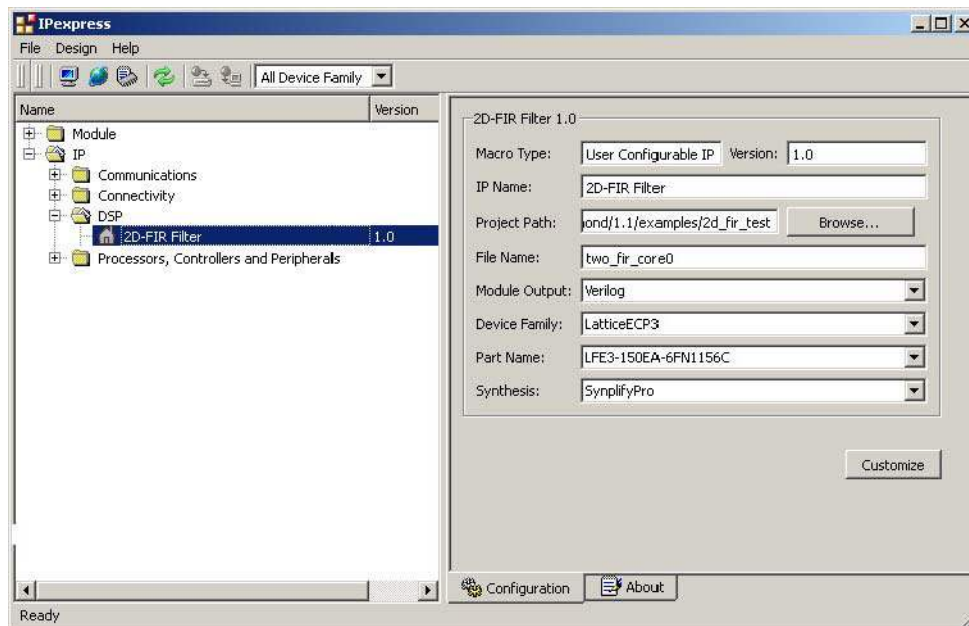 IPexpress
File Design Help
All Device Family
Name Version
Module
IP
Communications
Connectivity
DSP
2D-FIR Filter 1.0
Processors, Controllers and Peripherals
2D-FIR Filter 1.0
Macro Type: User Configurable IP Version: 1.0
IP Name: 2D-FIR Filter
Project Path: ond/1.1/examples/2d_fir_test Browse...
File Name: two_fir_core0
Module Output: Verilog
Device Family: LatticeECP3
Part Name: LFE3-150EA-6FN1156C
Synthesis: SynplifyPro
Customize
Configuration About
Ready